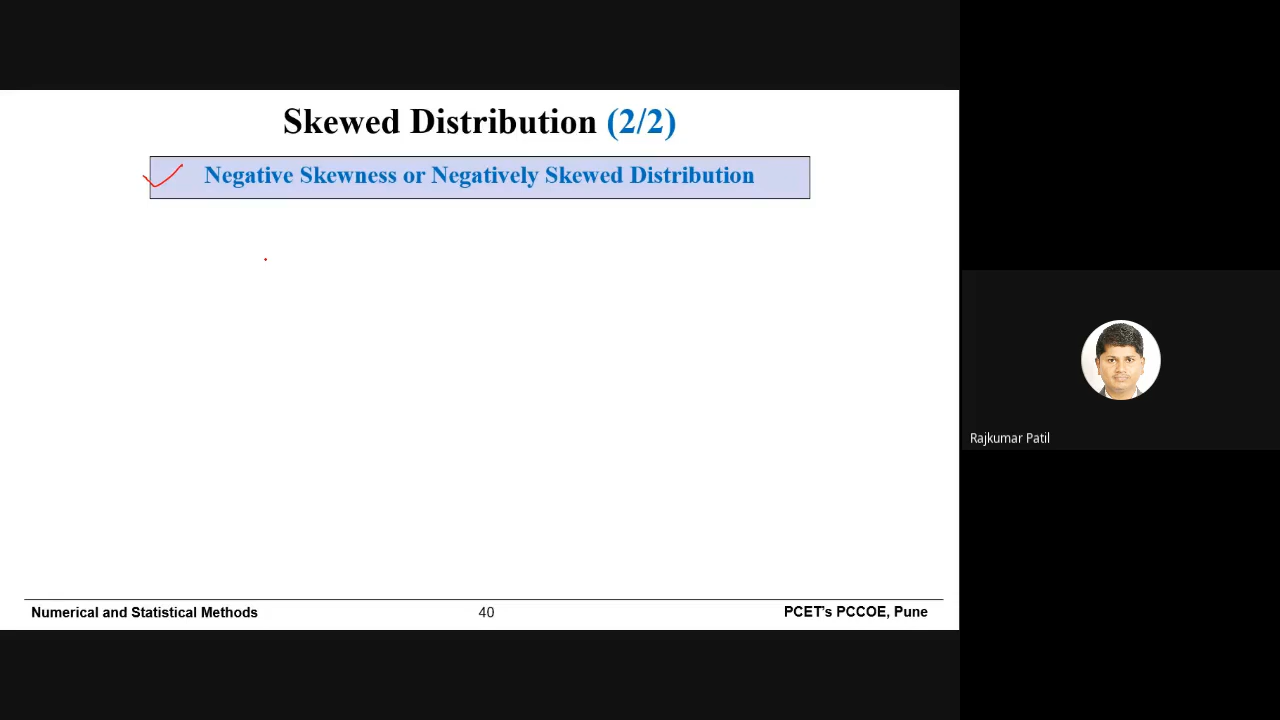 Skewed Distribution (2/2)
Negative Skewness or Negatively Skewed Distribution
Rajkumar Patil
Numerical and Statistical Methods 40 PCET's PCCOE, Pune